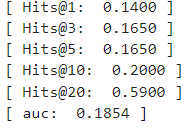 [ Hits@1:  0.1400 ]
[ Hits@3:  0.1650 ]
[ Hits@5:  0.1650 ]
[ Hits@10:  0.2000 ]
[ Hits@20:  0.5900 ]
[ auc:  0.1854 ]